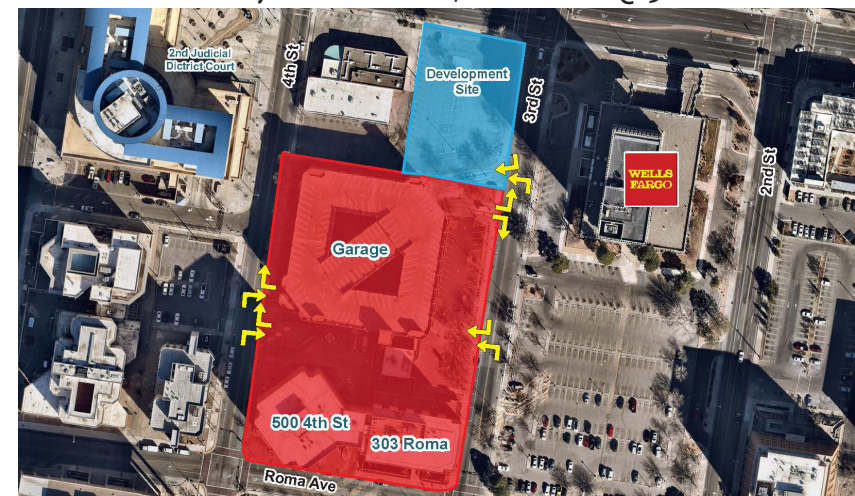 2nd Judicial
District Court
4th St
Development
Site
3rd St
WELLS
FARGO
2nd St
Garage
500 4th St
303 Roma
Roma Ave